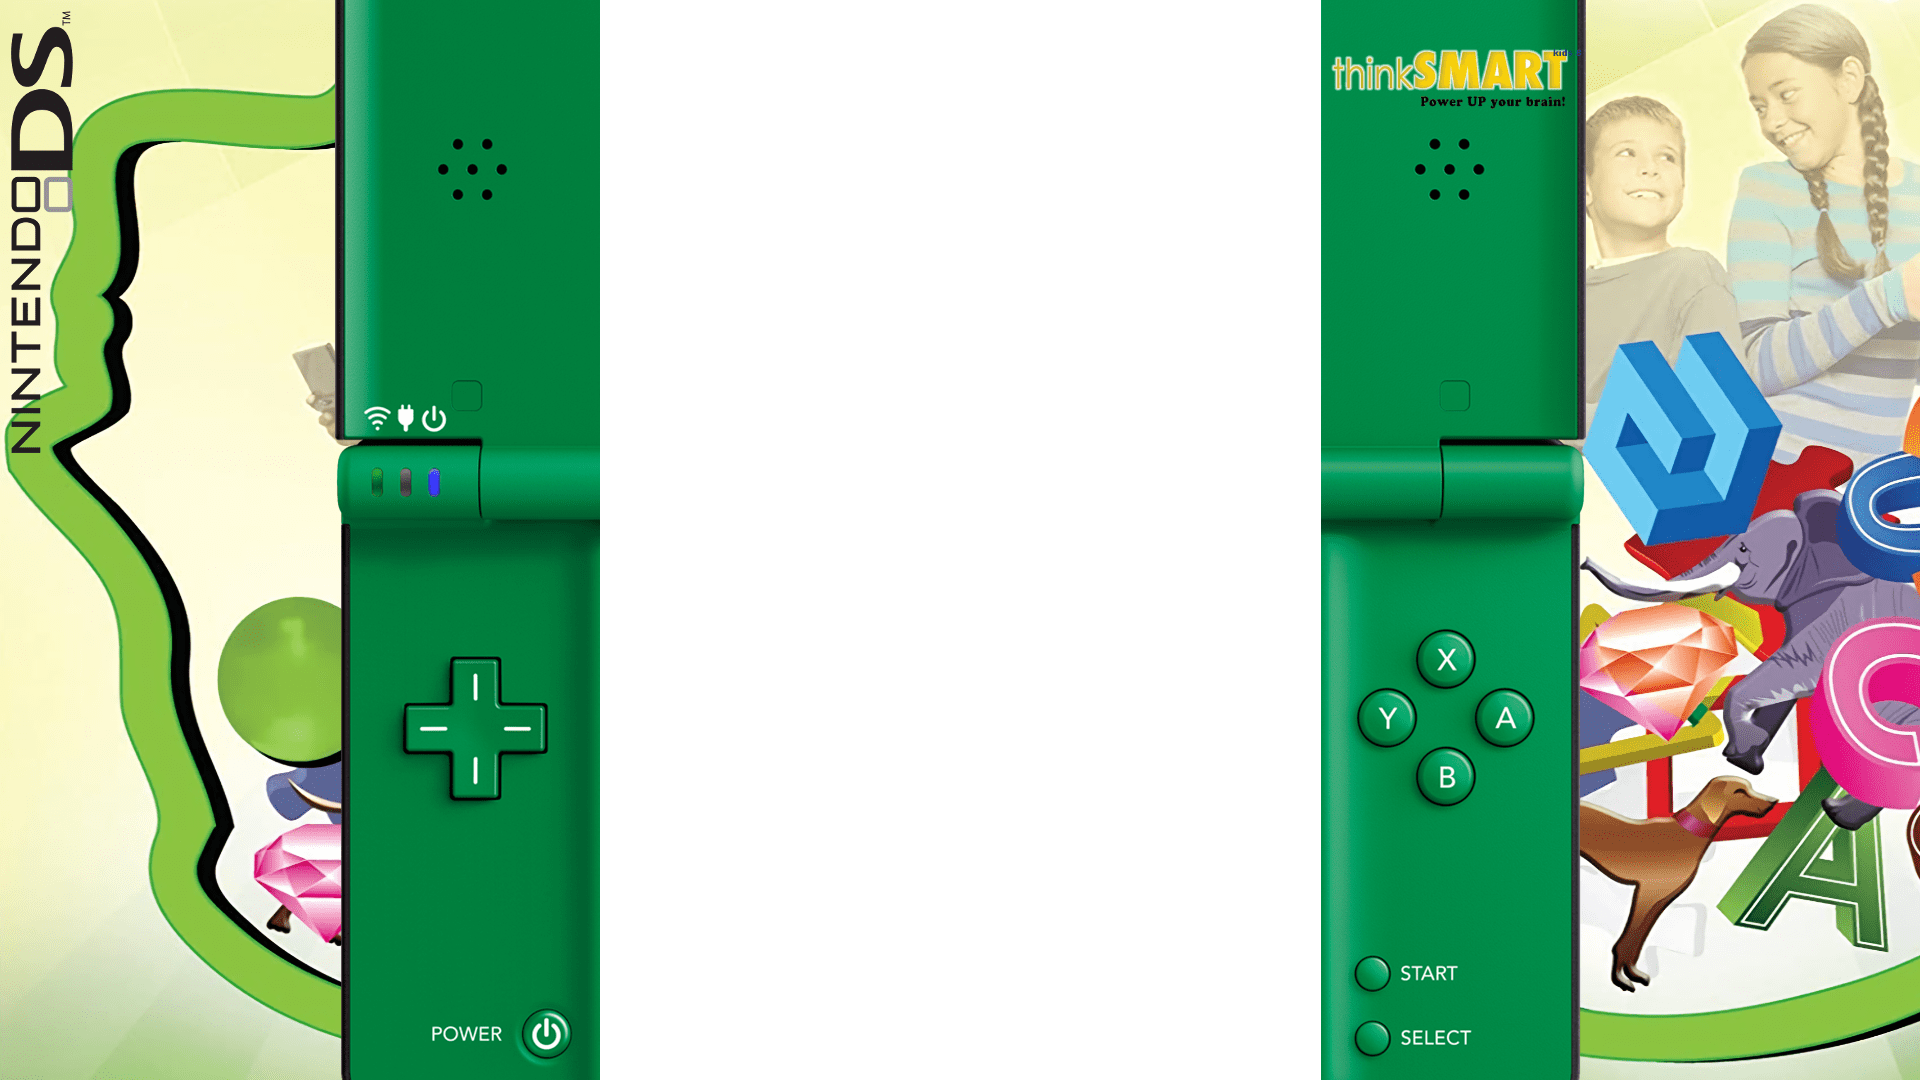 NINTENDO DS™
thinkSMART
kids
Power UP your brain!
X
Y
A
B
START
SELECT
POWER